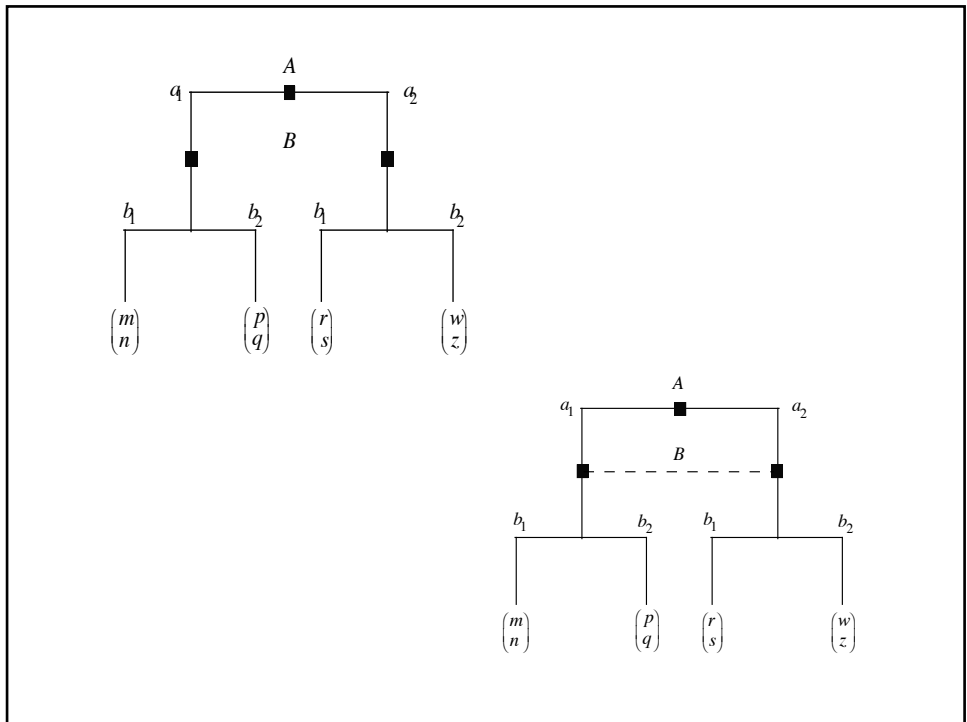 A
a₁ a₂
B
b₁ b₂ b₁ b₂
(m n) (p q) (r s) (w z)
A
a₁ a₂
B
b₁ b₂ b₁ b₂
(m n) (p q) (r s) (w z)